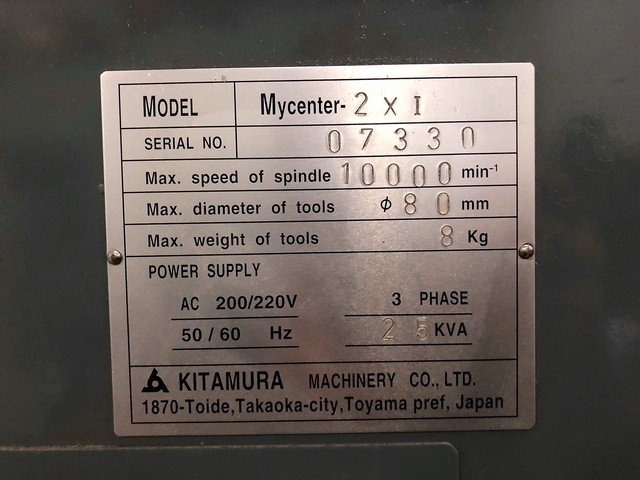 MODEL Mycenter-2XI
SERIAL NO. 07330
Max. speed of spindle 10000 min-1
Max. diameter of tools φ80 mm
Max. weight of tools 8 Kg
POWER SUPPLY
AC 200/220V 3 PHASE
50/60 Hz 25 KVA
KITAMURA MACHINERY CO., LTD.
1870-Toide,Takaoka-city,Toyama pref, Japan